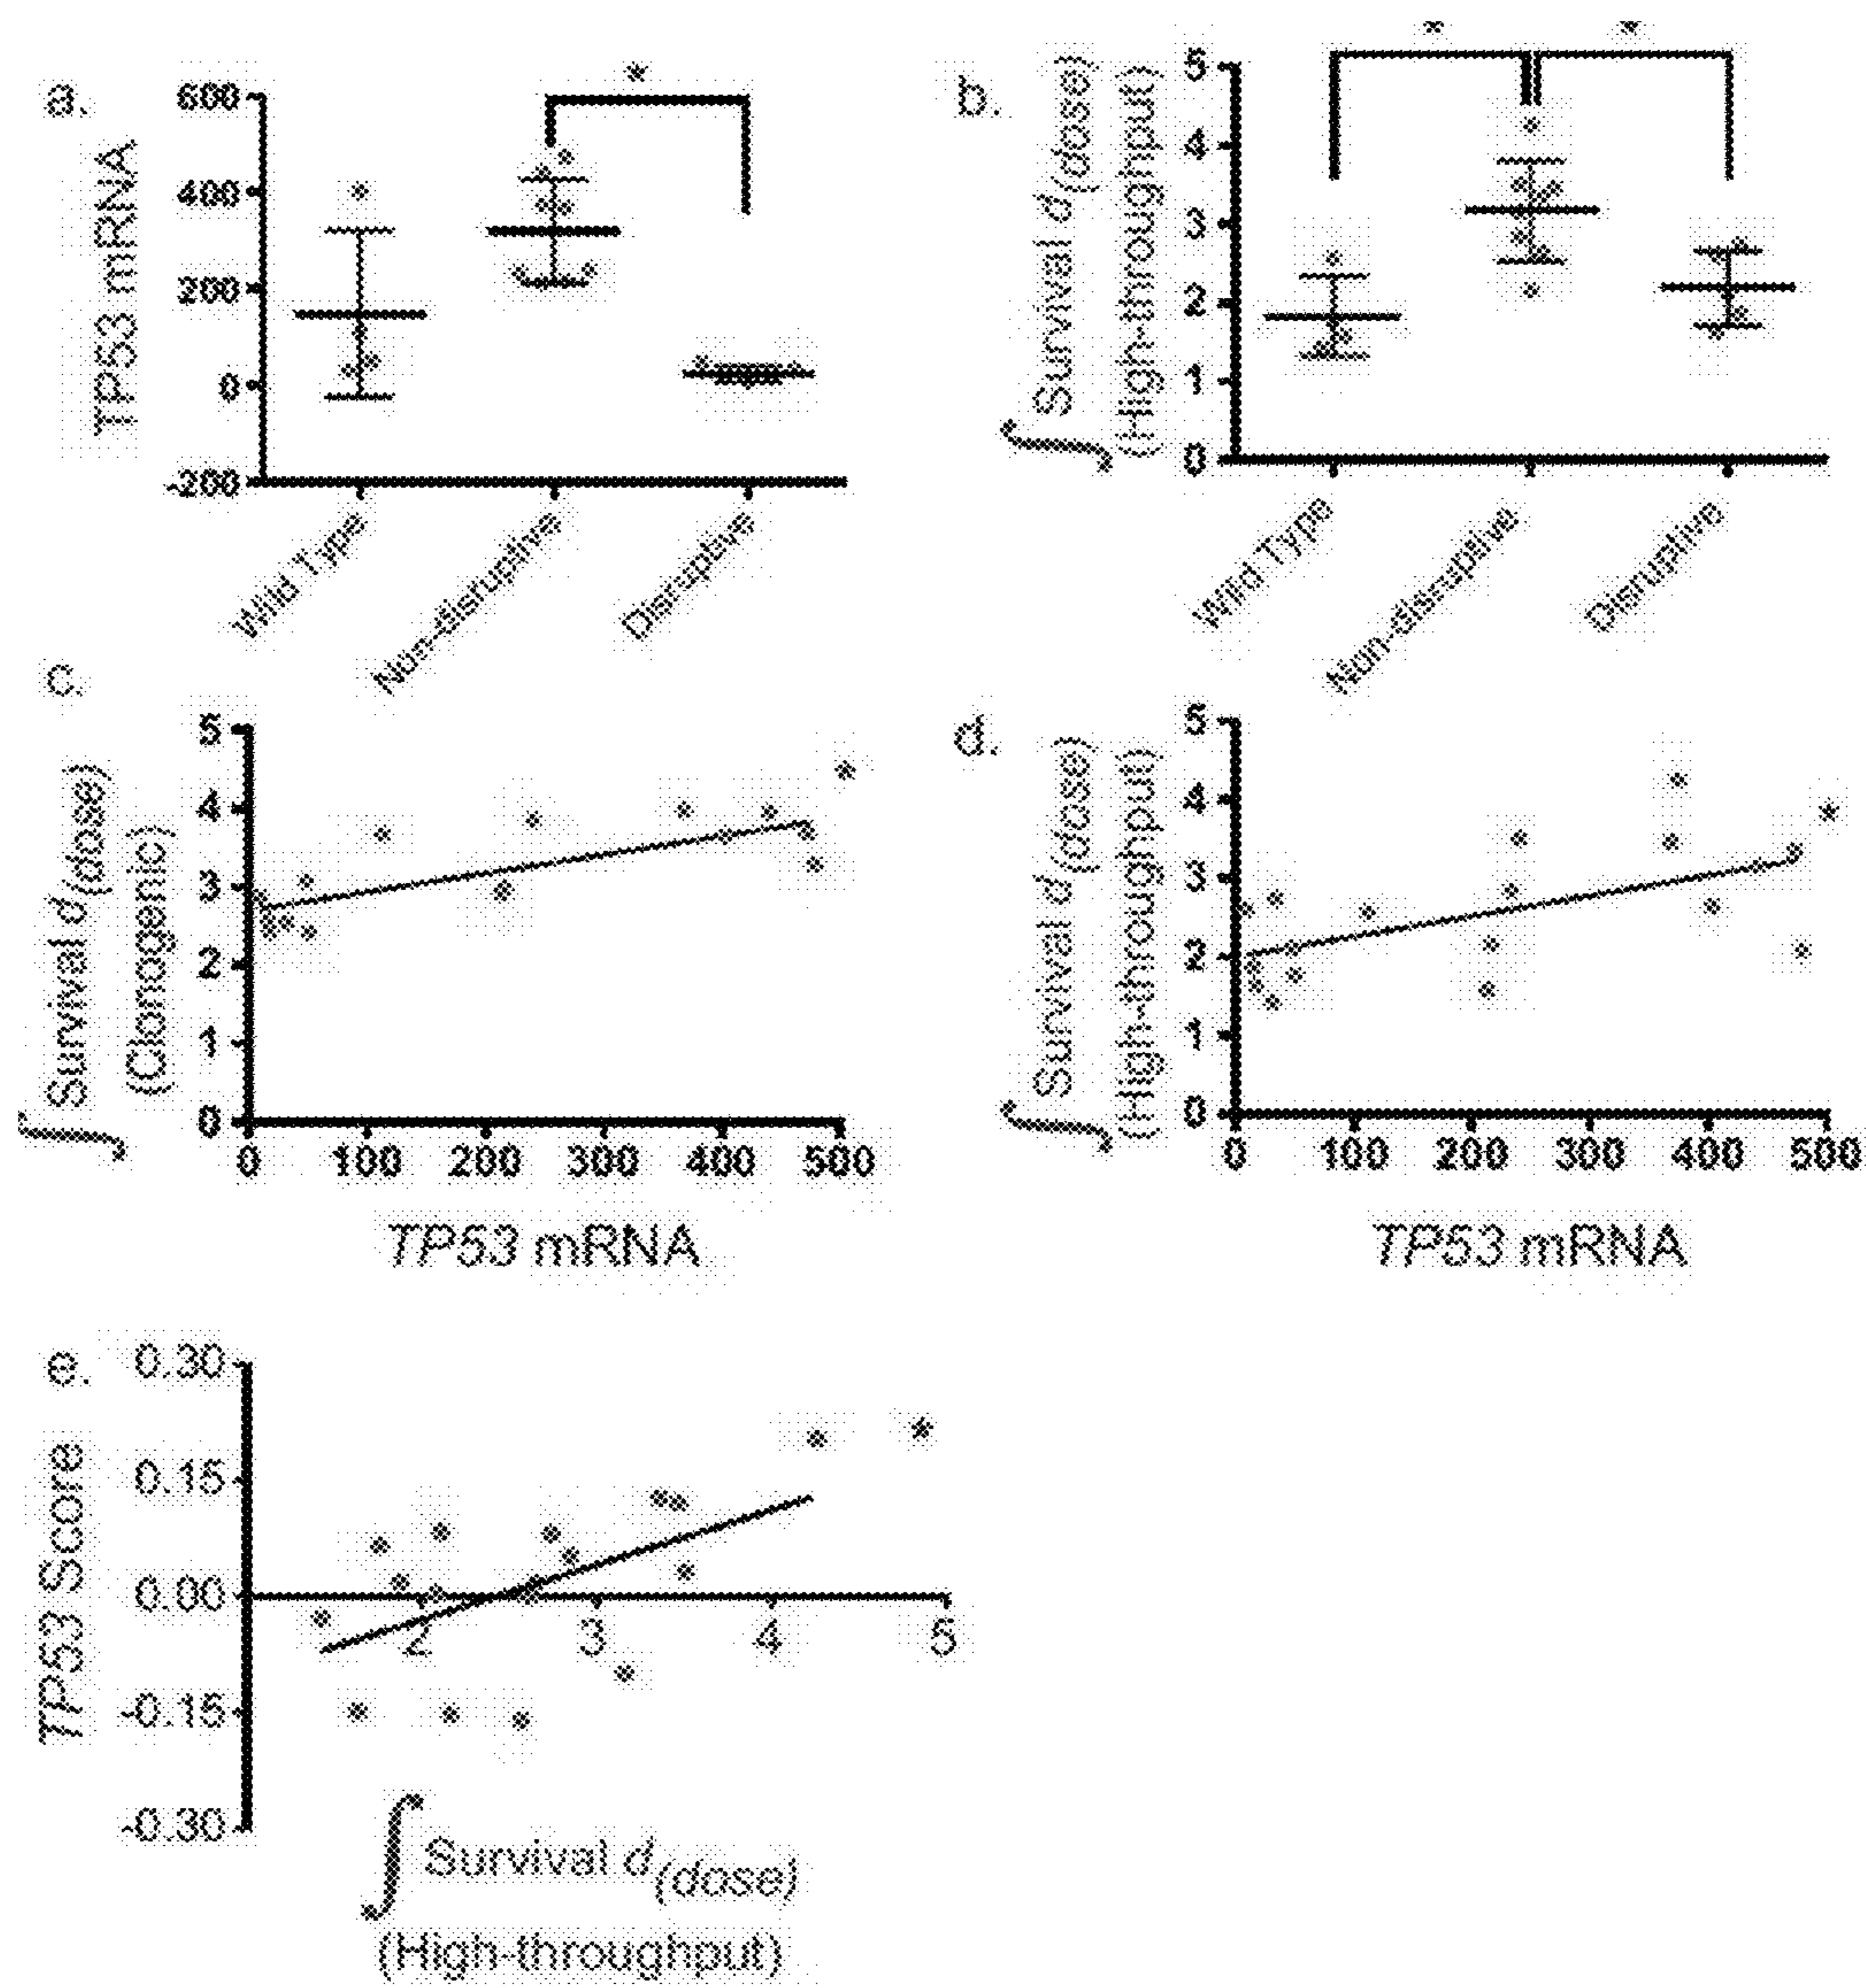 a.
TP53 mRNA
600
400
200
0
-200
*
Wild Type
Non-disruptive
Disruptive
b.
∫ Survival d(dose)
(High-throughput)
5
4
3
2
1
0
*
*
Wild Type
Non-disruptive
Disruptive
c.
∫ Survival d(dose)
(Clonagenic)
5
4
3
2
1
0
0 100 200 300 400 500
TP53 mRNA
*
d.
∫ Survival d(dose)
(High-throughput)
5
4
3
2
1
0
0 100 200 300 400 500
TP53 mRNA
*
e.
TP53 Score
0.30
0.15
0.00
-0.15
-0.30
2 3 4 5
*
∫ Survival d(dose)
(High-throughput)